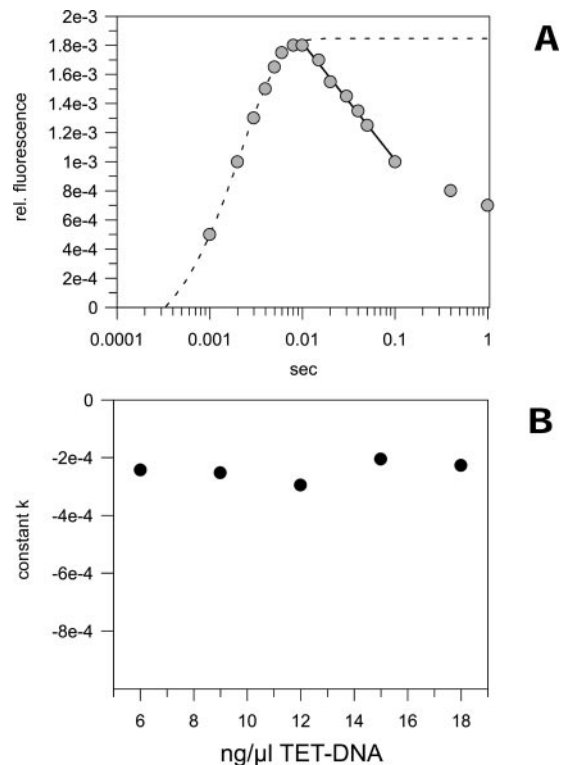 A
2e-3
1.8e-3
1.6e-3
1.4e-3
1.2e-3
1e-3
8e-4
6e-4
4e-4
2e-4
0
rel. fluorescence
0.0001 0.001 0.01 0.1 1
sec
B
0
-2e-4
-4e-4
-6e-4
-8e-4
constant k
6 8 10 12 14 16 18
ng/µl TET-DNA